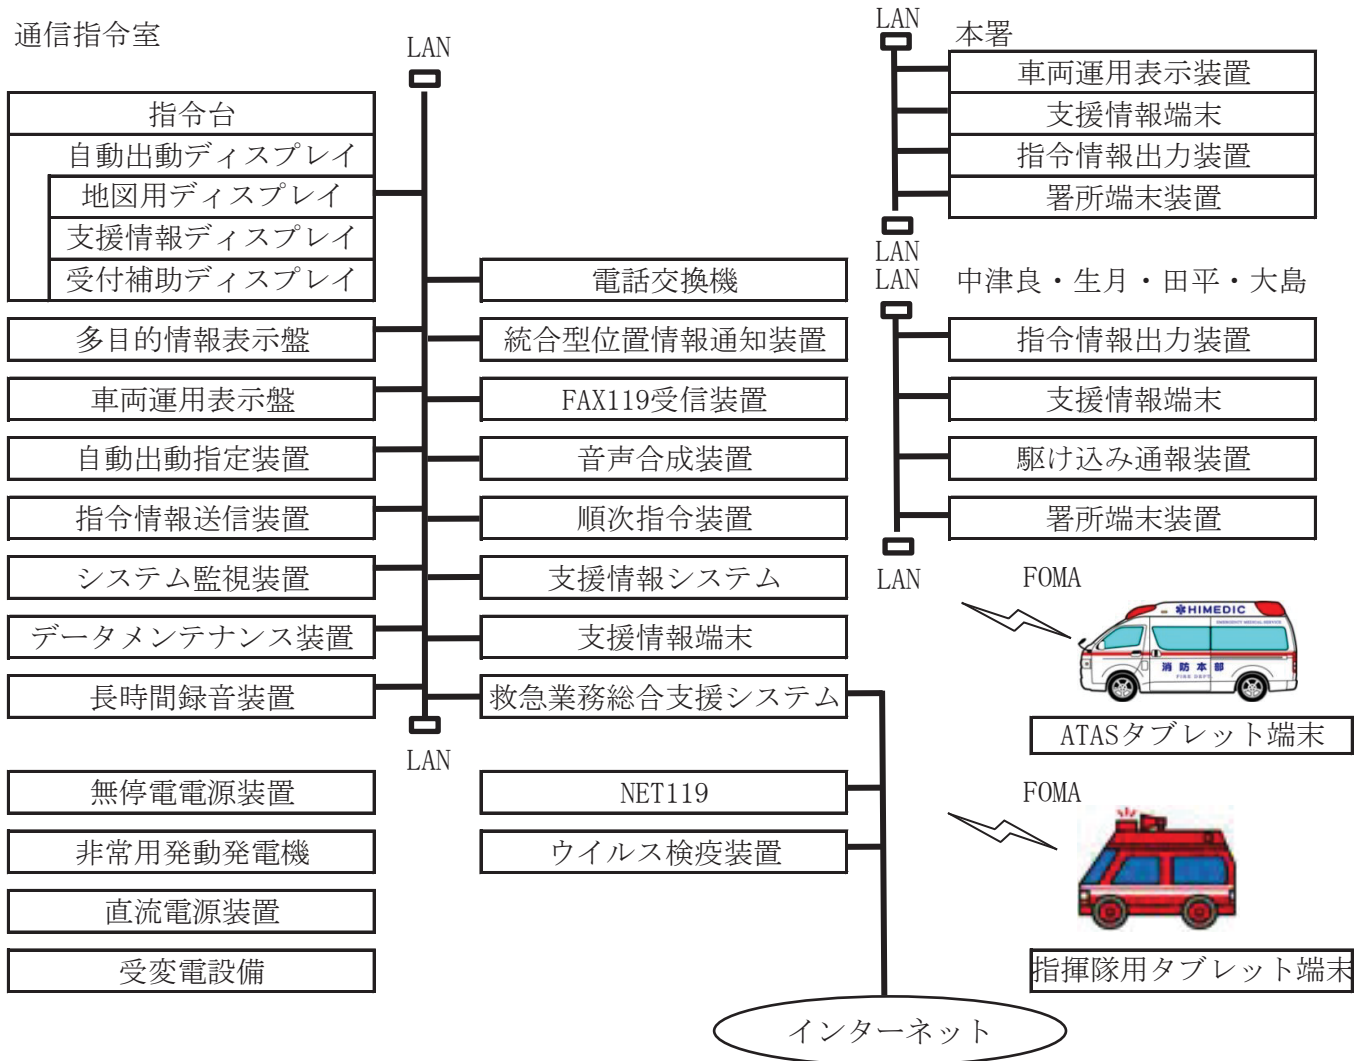 通信指令室
LAN
指令台
自動出動ディスプレイ
地図用ディスプレイ
支援情報ディスプレイ
受付補助ディスプレイ
多目的情報表示盤
車両運用表示盤
自動出動指定装置
指令情報送信装置
システム監視装置
データメンテナンス装置
長時間録音装置
無停電電源装置
非常用発動発電機
直流電源装置
受変電設備
電話交換機
統合型位置情報通知装置
FAX119受信装置
音声合成装置
順次指令装置
支援情報システム
支援情報端末
救急業務総合支援システム
LAN
NET119
ウイルス検疫装置
インターネット
LAN
本署
車両運用表示装置
支援情報端末
指令情報出力装置
署所端末装置
LAN
LAN
中津良・生月・田平・大島
指令情報出力装置
支援情報端末
駆け込み通報装置
署所端末装置
LAN
FOMA
HIMEDIC
EMERGENCY MEDICAL SERVICE
消防本部
FIRE DEPT.
ATASタブレット端末
FOMA
指揮隊用タブレット端末